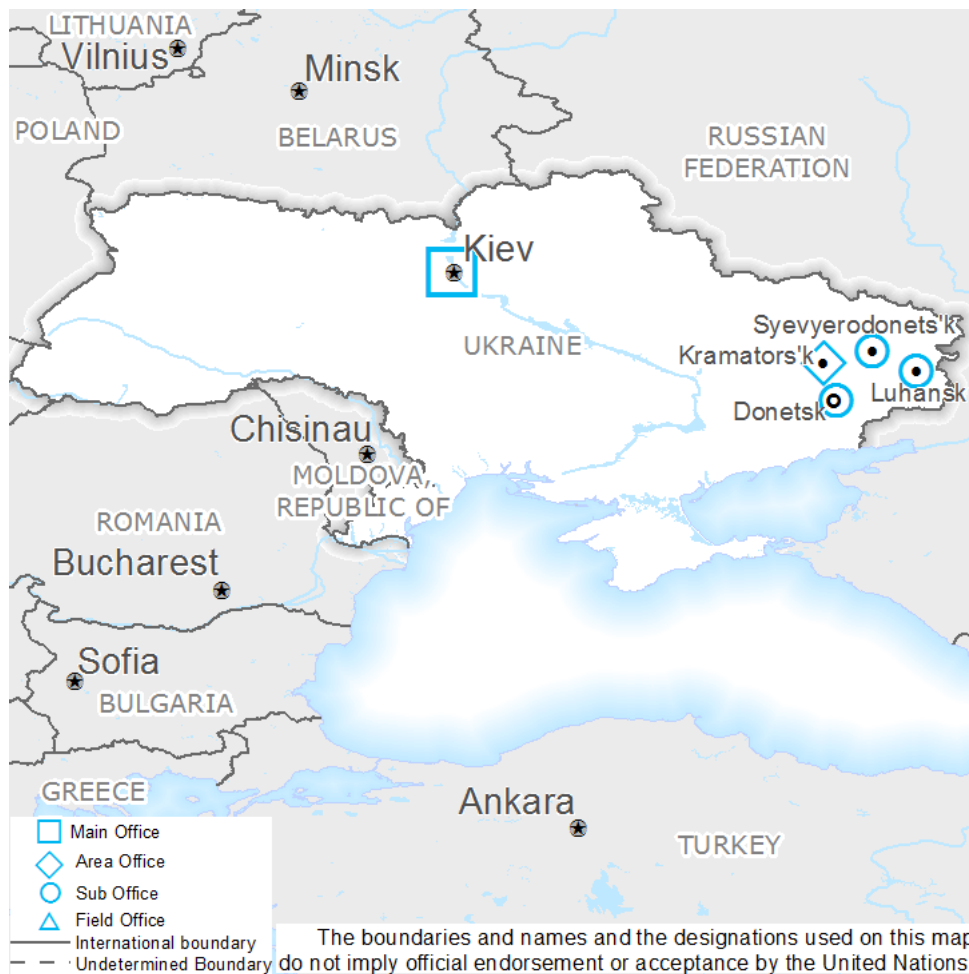 LITHUANIA
Vilnius
Minsk
POLAND
BELARUS
RUSSIAN
FEDERATION
Kiev
UKRAINE
Syevyerodonets'k
Kramators'k
Luhansk
Donetsk
Chisinau
MOLDOVA,
REPUBLIC OF
ROMANIA
Bucharest
Sofia
BULGARIA
GREECE
Ankara
TURKEY
Main Office
Area Office
Sub Office
Field Office
International boundary
Undetermined Boundary
The boundaries and names and the designations used on this map
do not imply official endorsement or acceptance by the United Nations